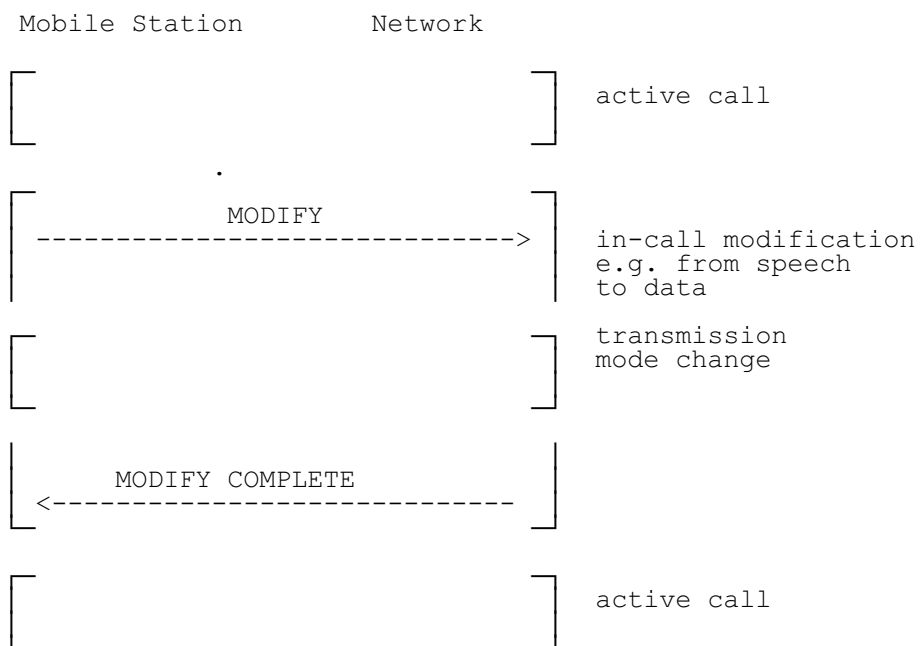 Mobile Station Network
active call
.
MODIFY
------------------------------>
in-call modification
e.g. from speech
to data
transmission
mode change
MODIFY COMPLETE
<-----------------------------
active call